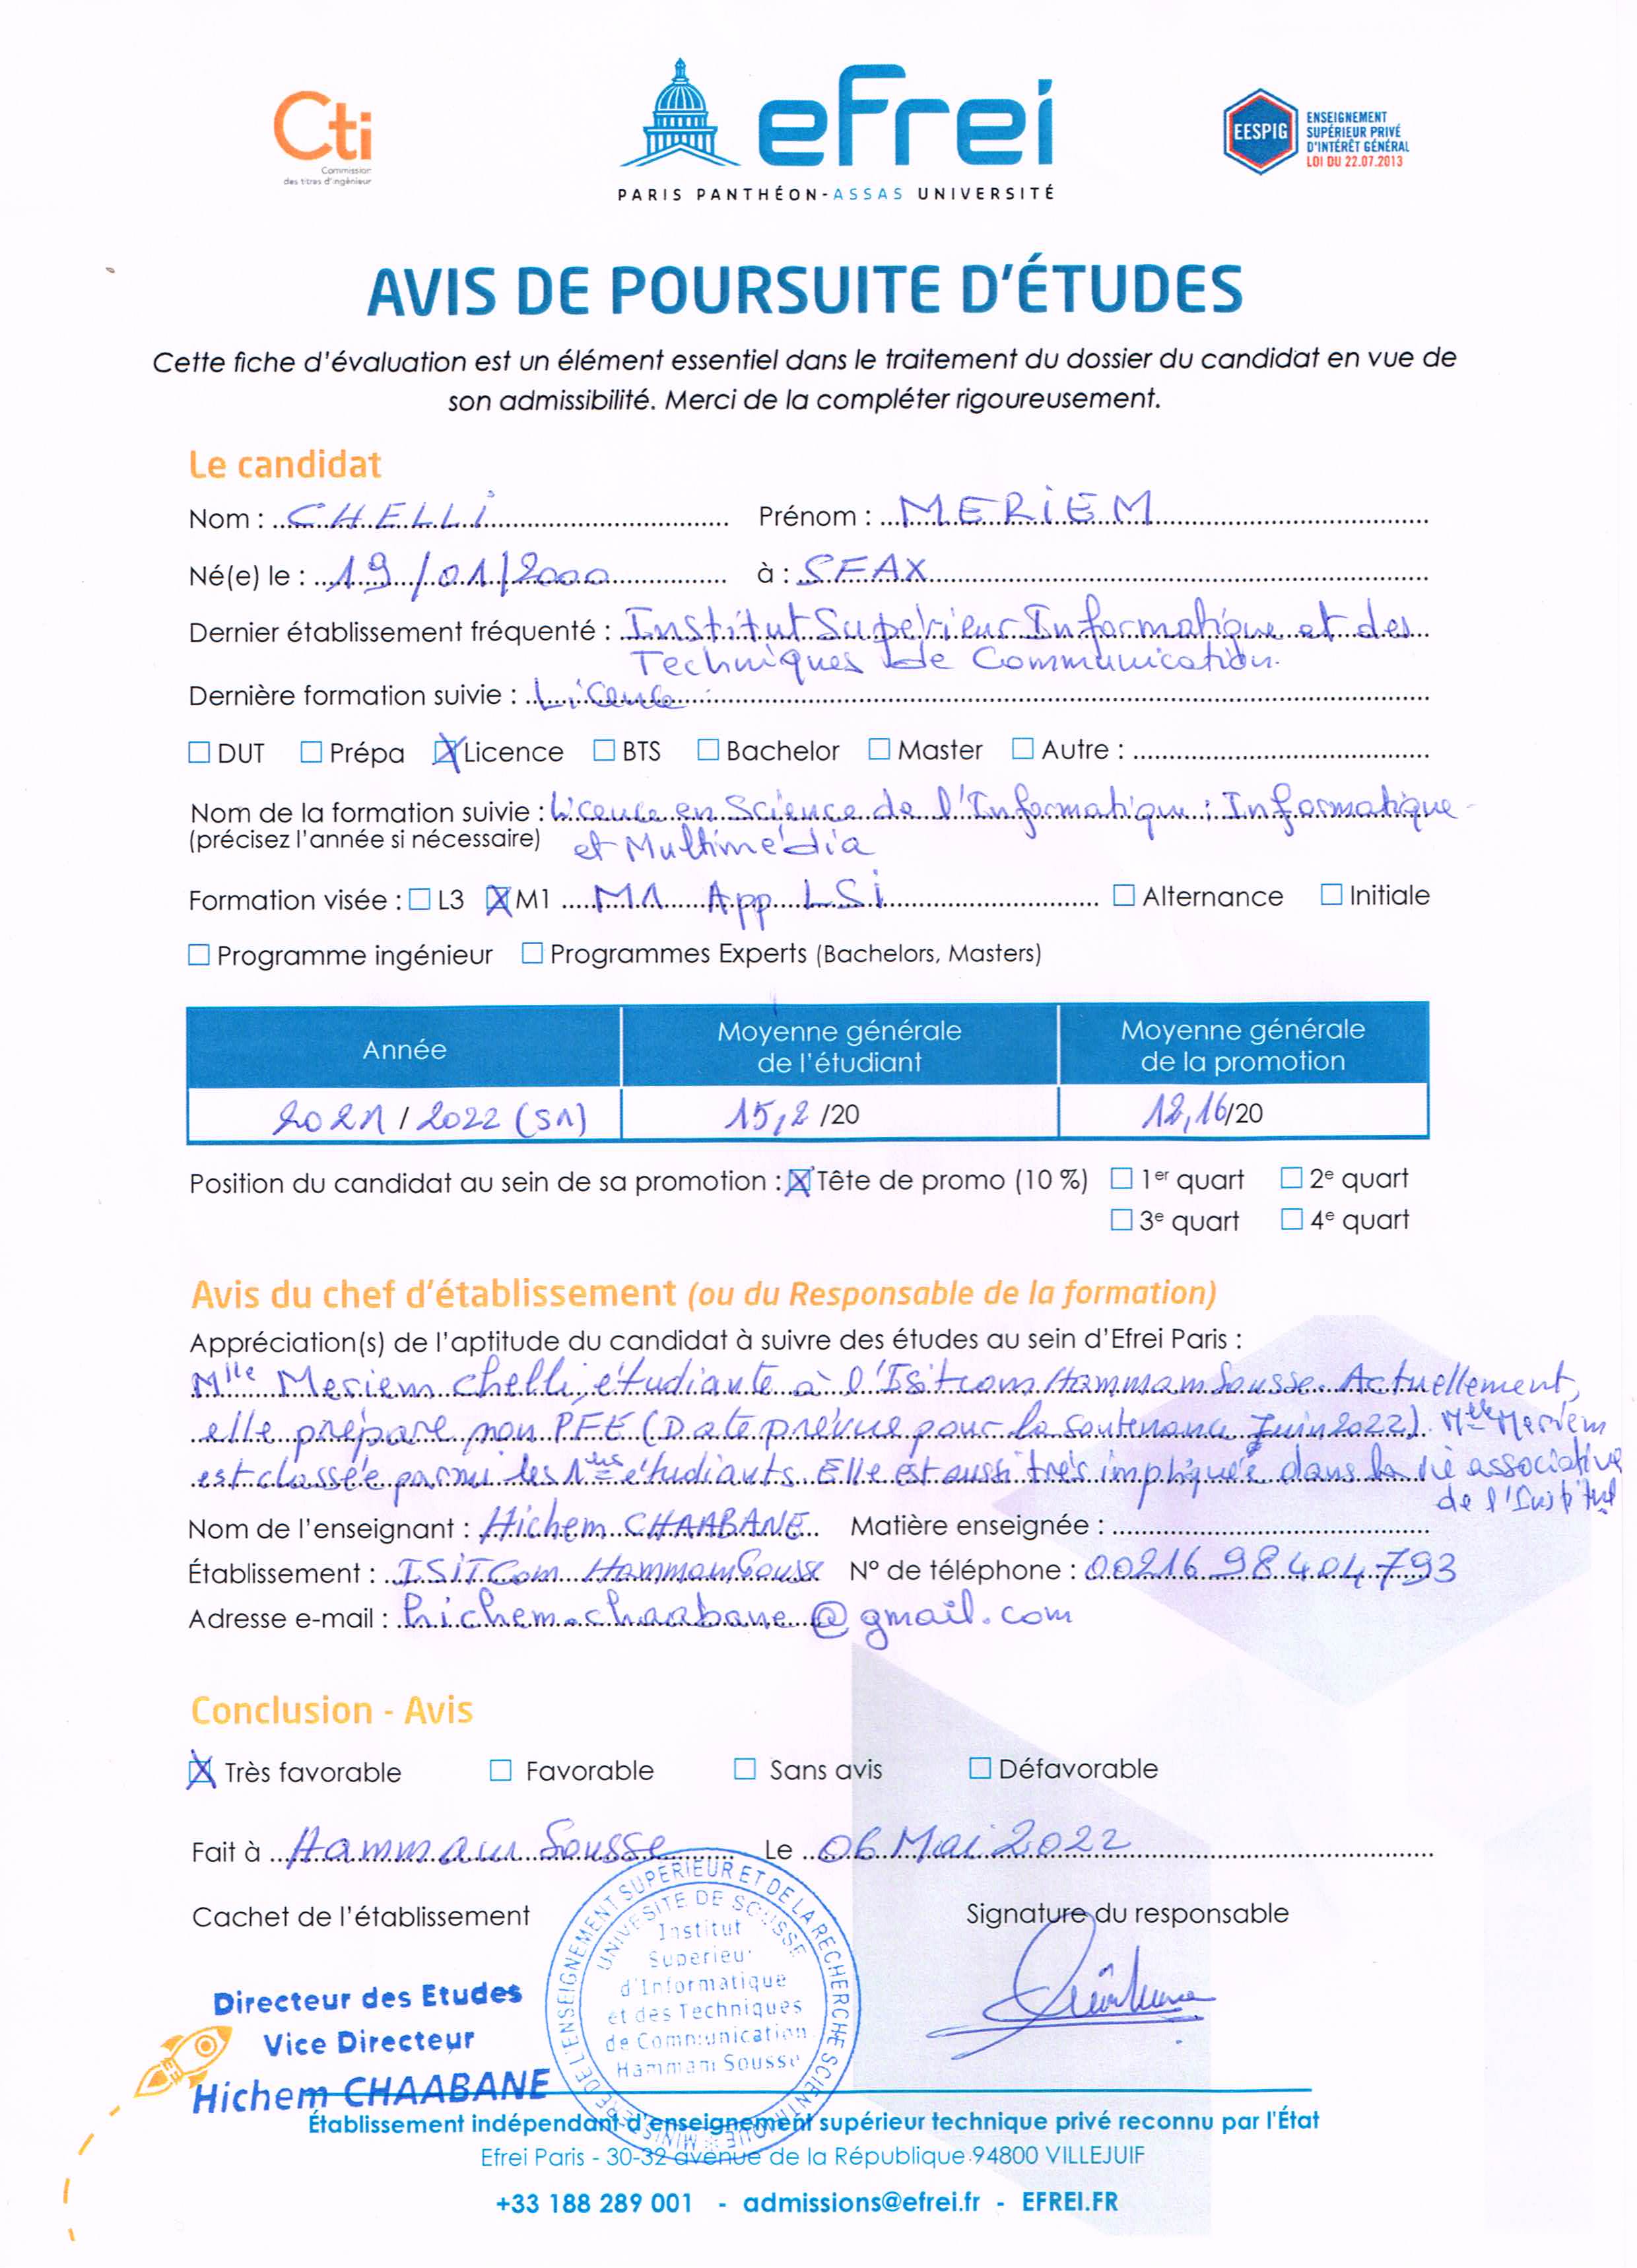 Cti
Commission
des titres d'ingénieur
efrei
PARIS PANTHÉON-ASSAS UNIVERSITÉ
EESPIG
ENSEIGNEMENT
SUPÉRIEUR PRIVÉ
D'INTÉRÊT GÉNÉRAL
LOI DU 22.07.2013
AVIS DE POURSUITE D'ÉTUDES
Cette fiche d'évaluation est un élément essentiel dans le traitement du dossier du candidat en vue de
son admissibilité. Merci de la compléter rigoureusement.
Le candidat
Nom : CHELLI Prénom : MERIEM
Né(e) le : 19/01/2000 à : SFAX
Dernier établissement fréquenté : Institut Supérieur Informatique et des
Techniques de Communication.
Dernière formation suivie : Licence
☐ DUT ☐ Prépa ☒ Licence ☐ BTS ☐ Bachelor ☐ Master ☐ Autre :
Nom de la formation suivie : Licence en Science de l'Informatique : Informatique
(précisez l'année si nécessaire) et Multimédia
Formation visée : ☐ L3 ☒ M1 M1 App LSI ☐ Alternance ☐ Initiale
☐ Programme ingénieur ☐ Programmes Experts (Bachelors, Masters)
Année
Moyenne générale
de l'étudiant
Moyenne générale
de la promotion
2021 / 2022 (S1) 15,2 /20 12,16/20
Position du candidat au sein de sa promotion : ☒ Tête de promo (10 %) ☐ 1er quart ☐ 2e quart
☐ 3e quart ☐ 4e quart
Avis du chef d'établissement (ou du Responsable de la formation)
Appréciation(s) de l'aptitude du candidat à suivre des études au sein d'Efrei Paris :
Mlle Meriem Chelli, étudiante à l'Isitcom Hammam Sousse. Actuellement,
elle prépare son PFE (Date prévue pour la soutenance Juin 2022). Mlle Meriem
est classée parmi les 1ers étudiants. Elle est aussi très impliquée dans la vie associative
de l'Institut
Nom de l'enseignant : Hichem CHAABANE Matière enseignée :
Établissement : ISITCom Hammam Sousse N° de téléphone : 00216 98 404 793
Adresse e-mail : hichem.chaabane@gmail.com
Conclusion - Avis
☒ Très favorable ☐ Favorable ☐ Sans avis ☐ Défavorable
Fait à Hammam Sousse Le 06 Mai 2022
Cachet de l'établissement Signature du responsable
MINISTERE DE L'ENSEIGNEMENT SUPERIEUR ET DE LA RECHERCHE SCIENTIFIQUE
UNIVESITE DE SOUSSE
Institut
Superieur
d'Informatique
et des Techniques
de Communication
Hammam Sousse
Directeur des Etudes
Vice Directeur
Hichem CHAABANE
Établissement indépendant d'enseignement supérieur technique privé reconnu par l'État
Efrei Paris - 30-32 avenue de la République 94800 VILLEJUIF
+33 188 289 001 - admissions@efrei.fr - EFREI.FR